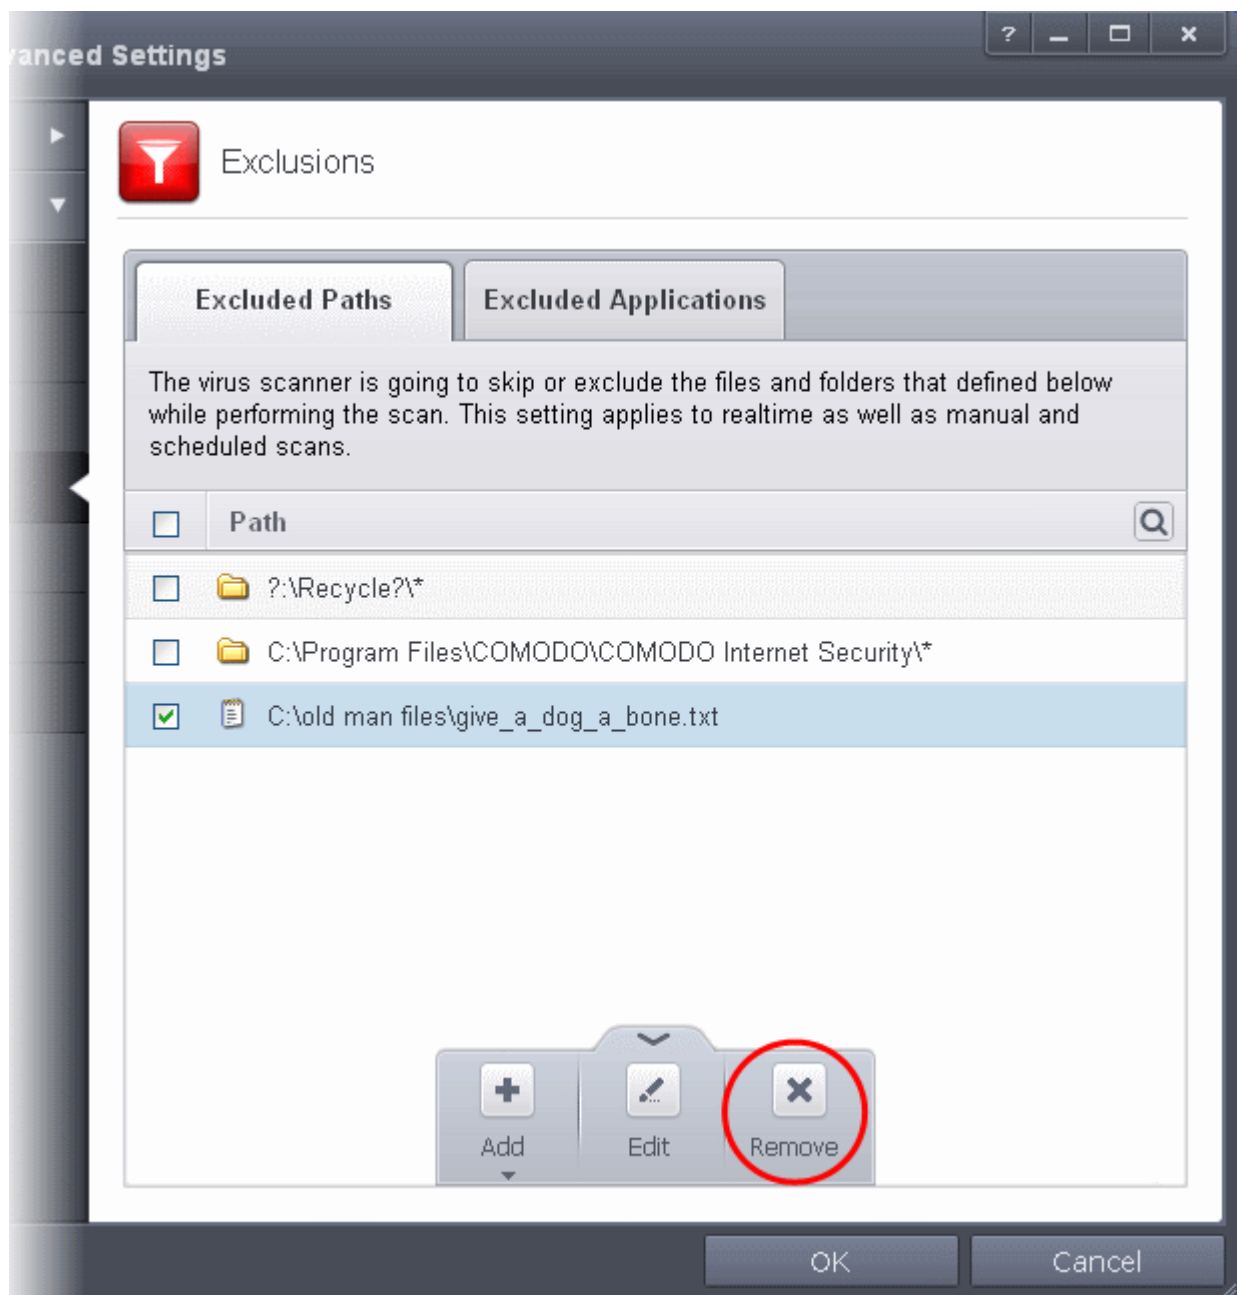 vanced Settings
?
Exclusions
Excluded Paths
Excluded Applications
The virus scanner is going to skip or exclude the files and folders that defined below
while performing the scan. This setting applies to realtime as well as manual and
scheduled scans.
Path
?:\Recycle?\*
C:\Program Files\COMODO\COMODO Internet Security\*
C:\old man files\give_a_dog_a_bone.txt
Add
Edit
Remove
OK
Cancel